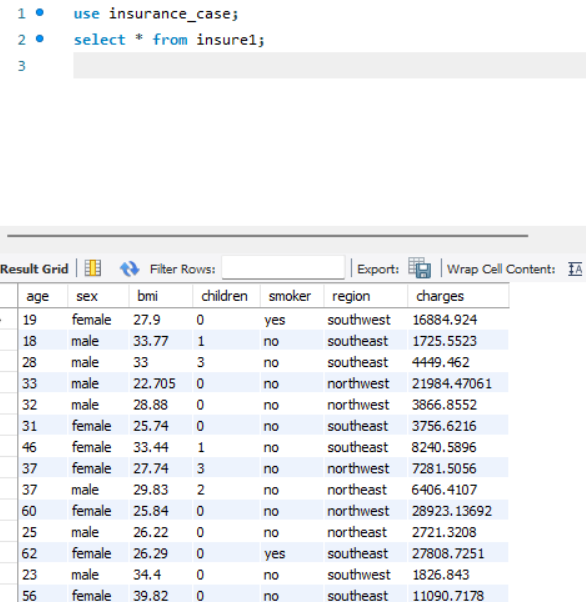 1 use insurance_case;
2 select * from insure1;
3
Result Grid Filter Rows: Export: Wrap Cell Content: IA
age sex bmi children smoker region charges
19 female 27.9 0 yes southwest 16884.924
18 male 33.77 1 no southeast 1725.5523
28 male 33 3 no southeast 4449.462
33 male 22.705 0 no northwest 21984.47061
32 male 28.88 0 no northwest 3866.8552
31 female 25.74 0 no southeast 3756.6216
46 female 33.44 1 no southeast 8240.5896
37 female 27.74 3 no northwest 7281.5056
37 male 29.83 2 no northeast 6406.4107
60 female 25.84 0 no northwest 28923.13692
25 male 26.22 0 no northeast 2721.3208
62 female 26.29 0 yes southeast 27808.7251
23 male 34.4 0 no southwest 1826.843
56 female 39.82 0 no southeast 11090.7178